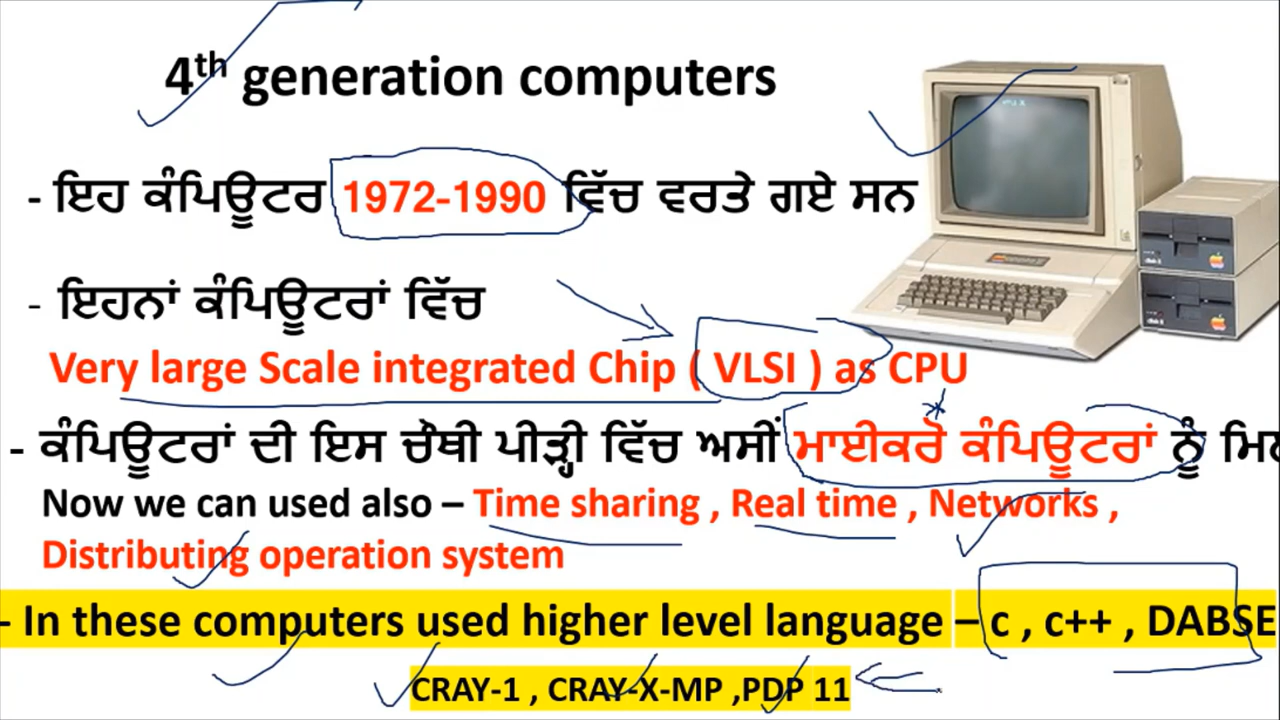 4th generation computers
- ਇਹ ਕੰਪਿਊਟਰ 1972-1990 ਵਿੱਚ ਵਰਤੇ ਗਏ ਸਨ
- ਇਹਨਾਂ ਕੰਪਿਊਟਰਾਂ ਵਿੱਚ
Very large Scale integrated Chip ( VLSI ) as CPU
- ਕੰਪਿਊਟਰਾਂ ਦੀ ਇਸ ਚੌਥੀ ਪੀੜ੍ਹੀ ਵਿੱਚ ਅਸੀਂ ਮਾਈਕਰੋ ਕੰਪਿਊਟਰਾਂ ਨੂੰ
Now we can used also – Time sharing , Real time , Networks ,
Distributing operation system
- In these computers used higher level language – c , c++ , DABSE
CRAY-1 , CRAY-X-MP ,PDP 11